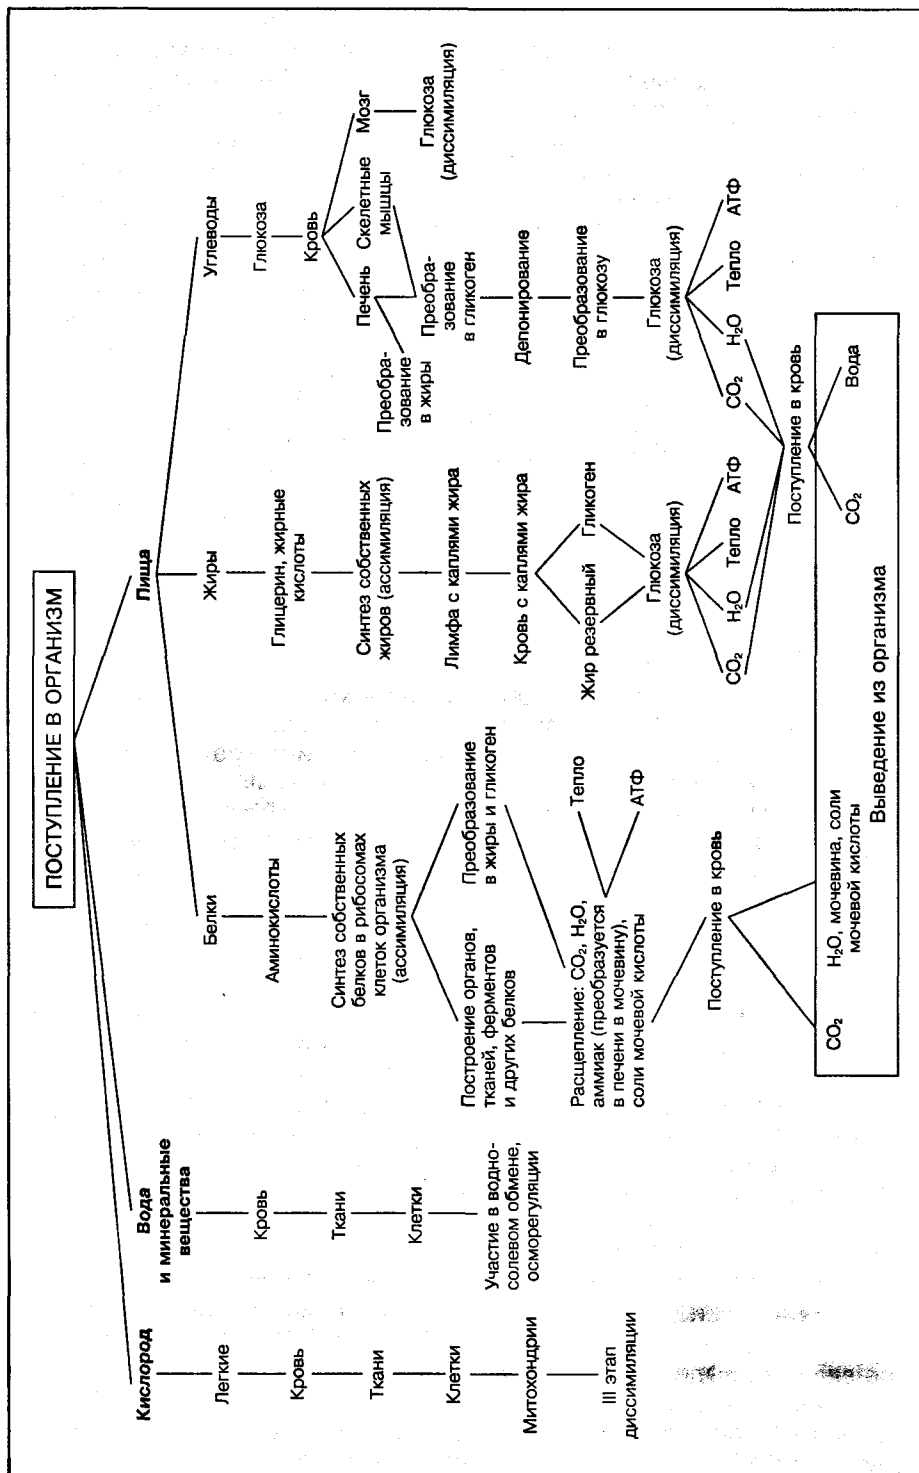 ПОСТУПЛЕНИЕ В ОРГАНИЗМ
Кислород
Легкие
Кровь
Ткани
Клетки
Митохондрии
III этап
диссимиляции
Вода
и минеральные
вещества
Кровь
Ткани
Клетки
Участие в водно-
солевом обмене,
осморегуляции
Пища
Белки
Аминокислоты
Синтез собственных
белков в рибосомах
клеток организма
(ассимиляция)
Построение органов,
тканей, ферментов
и других белков
Преобразование
в жиры и гликоген
Расщепление: CO₂, H₂O,
аммиак (преобразуется
в печени в мочевину),
соли мочевой кислоты
Тепло
АТФ
Поступление в кровь
CO₂
H₂O, мочевина, соли
мочевой кислоты
Жиры
Глицерин, жирные
кислоты
Синтез собственных
жиров (ассимиляция)
Лимфа с каплями жира
Кровь с каплями жира
Жир резервный
Гликоген
Глюкоза
(диссимиляция)
CO₂
H₂O
Тепло
АТФ
Углеводы
Глюкоза
Кровь
Печень
Скелетные
мышцы
Мозг
Преобра-
зование
в жиры
Преобра-
зование
в гликоген
Глюкоза
(диссимиляция)
Депонирование
Преобразование
в глюкозу
Глюкоза
(диссимиляция)
CO₂
H₂O
Тепло
АТФ
Поступление в кровь
CO₂
Вода
Выведение из организма